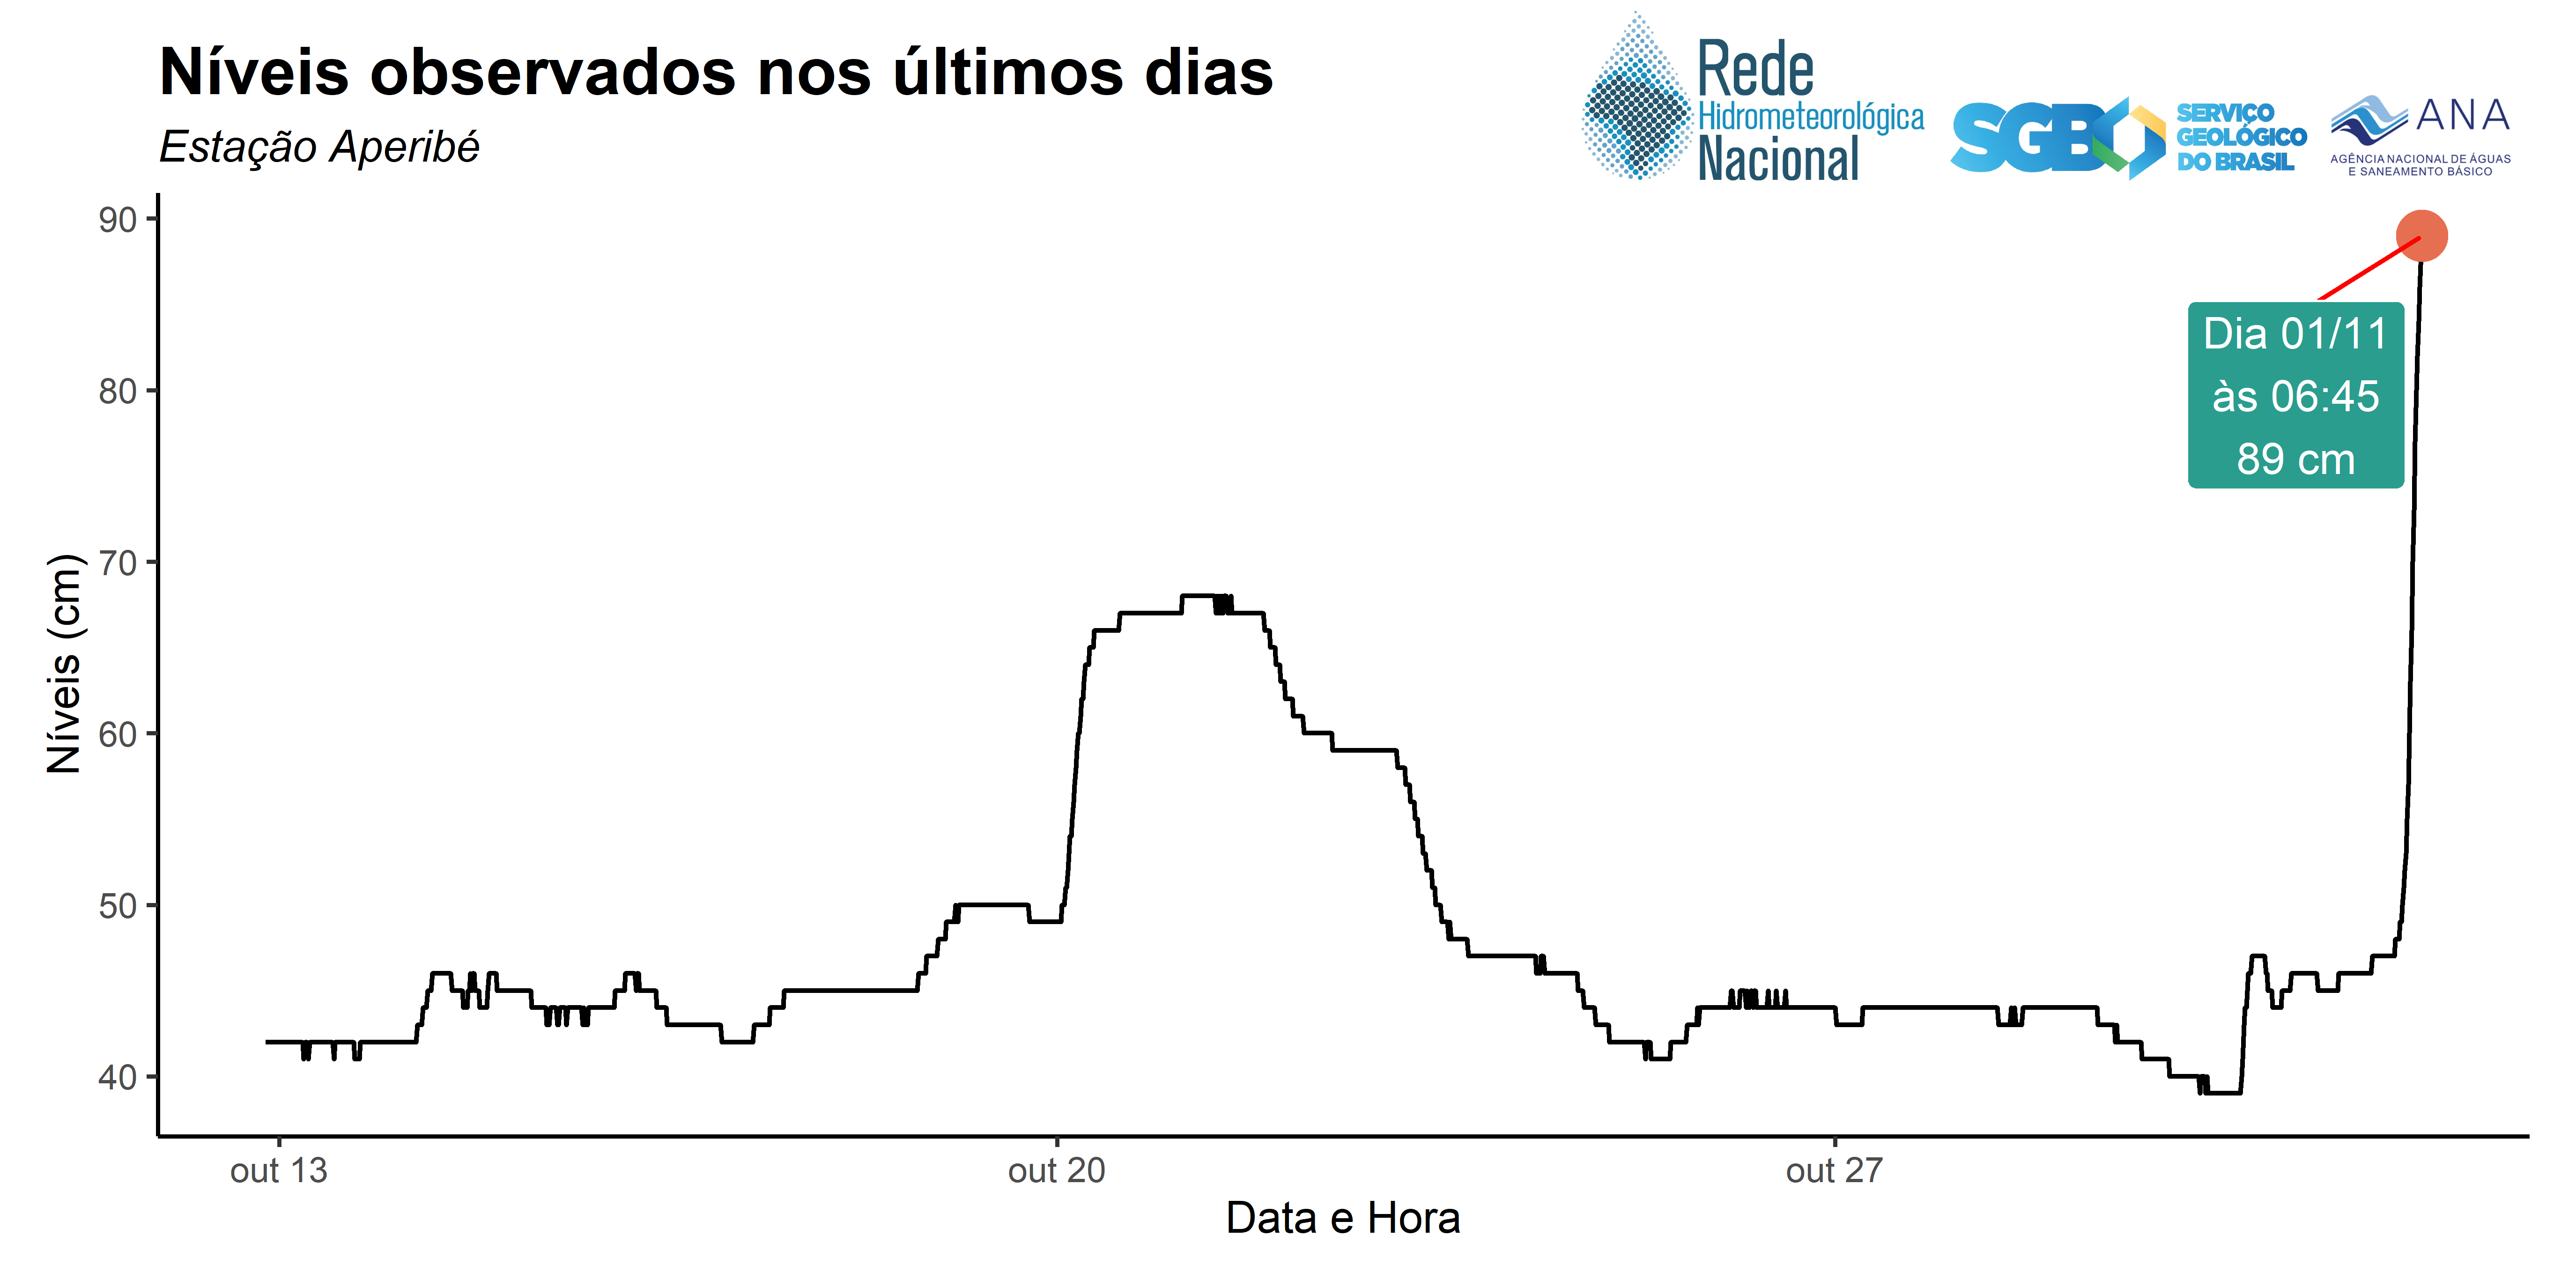 Níveis observados nos últimos dias
Estação Aperibé
Rede
Hidrometeorológica
Nacional
SGB
SERVIÇO
GEOLÓGICO
DO BRASIL
ANA
AGÊNCIA NACIONAL DE ÁGUAS
E SANEAMENTO BÁSICO
90
80
70
60
50
40
Níveis (cm)
Dia 01/11
às 06:45
89 cm
out 13
out 20
out 27
Data e Hora